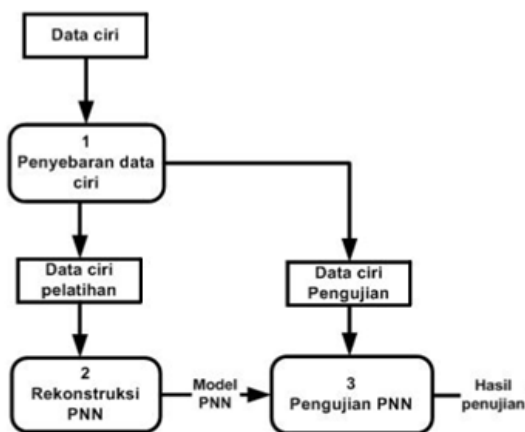 Data ciri
1
Penyebaran data
ciri
Data ciri
pelatihan
Data ciri
Pengujian
2
Rekonstruksi
PNN
Model
PNN
3
Pengujian PNN
Hasil
penujian